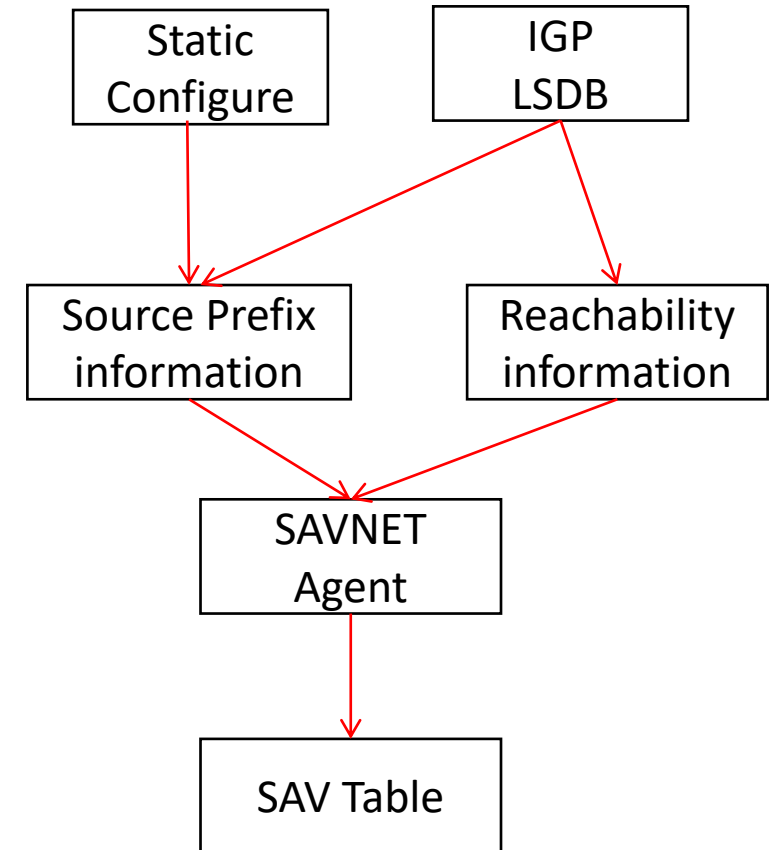 Static
Configure
IGP
LSDB
Source Prefix
information
Reachability
information
SAVNET
Agent
SAV Table